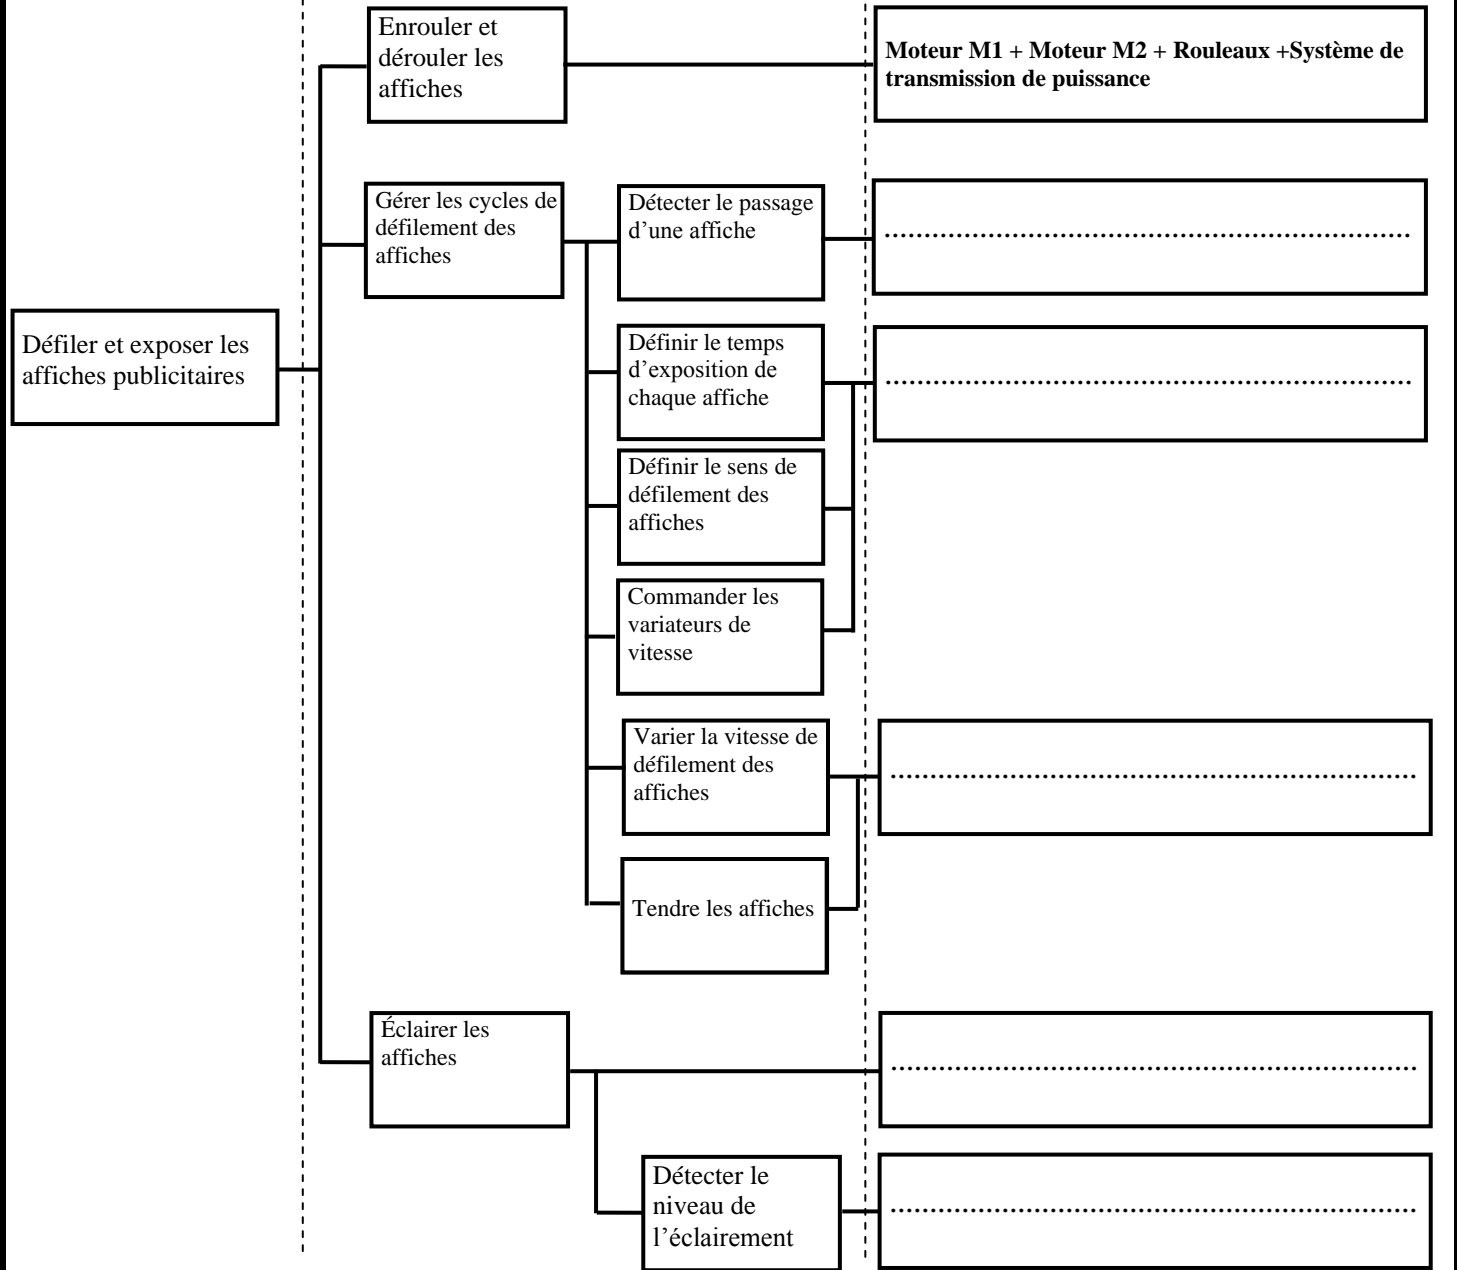 Enrouler et
dérouler les
affiches
Moteur M1 + Moteur M2 + Rouleaux +Système de
transmission de puissance
Gérer les cycles de
défilement des
affiches
Détecter le passage
d’une affiche
........................................................................................
Défiler et exposer les
affiches publicitaires
Définir le temps
d’exposition de
chaque affiche
........................................................................................
Définir le sens de
défilement des
affiches
Commander les
variateurs de
vitesse
Varier la vitesse de
défilement des
affiches
........................................................................................
Tendre les affiches
Éclairer les
affiches
........................................................................................
Détecter le
niveau de
l’éclairement
........................................................................................